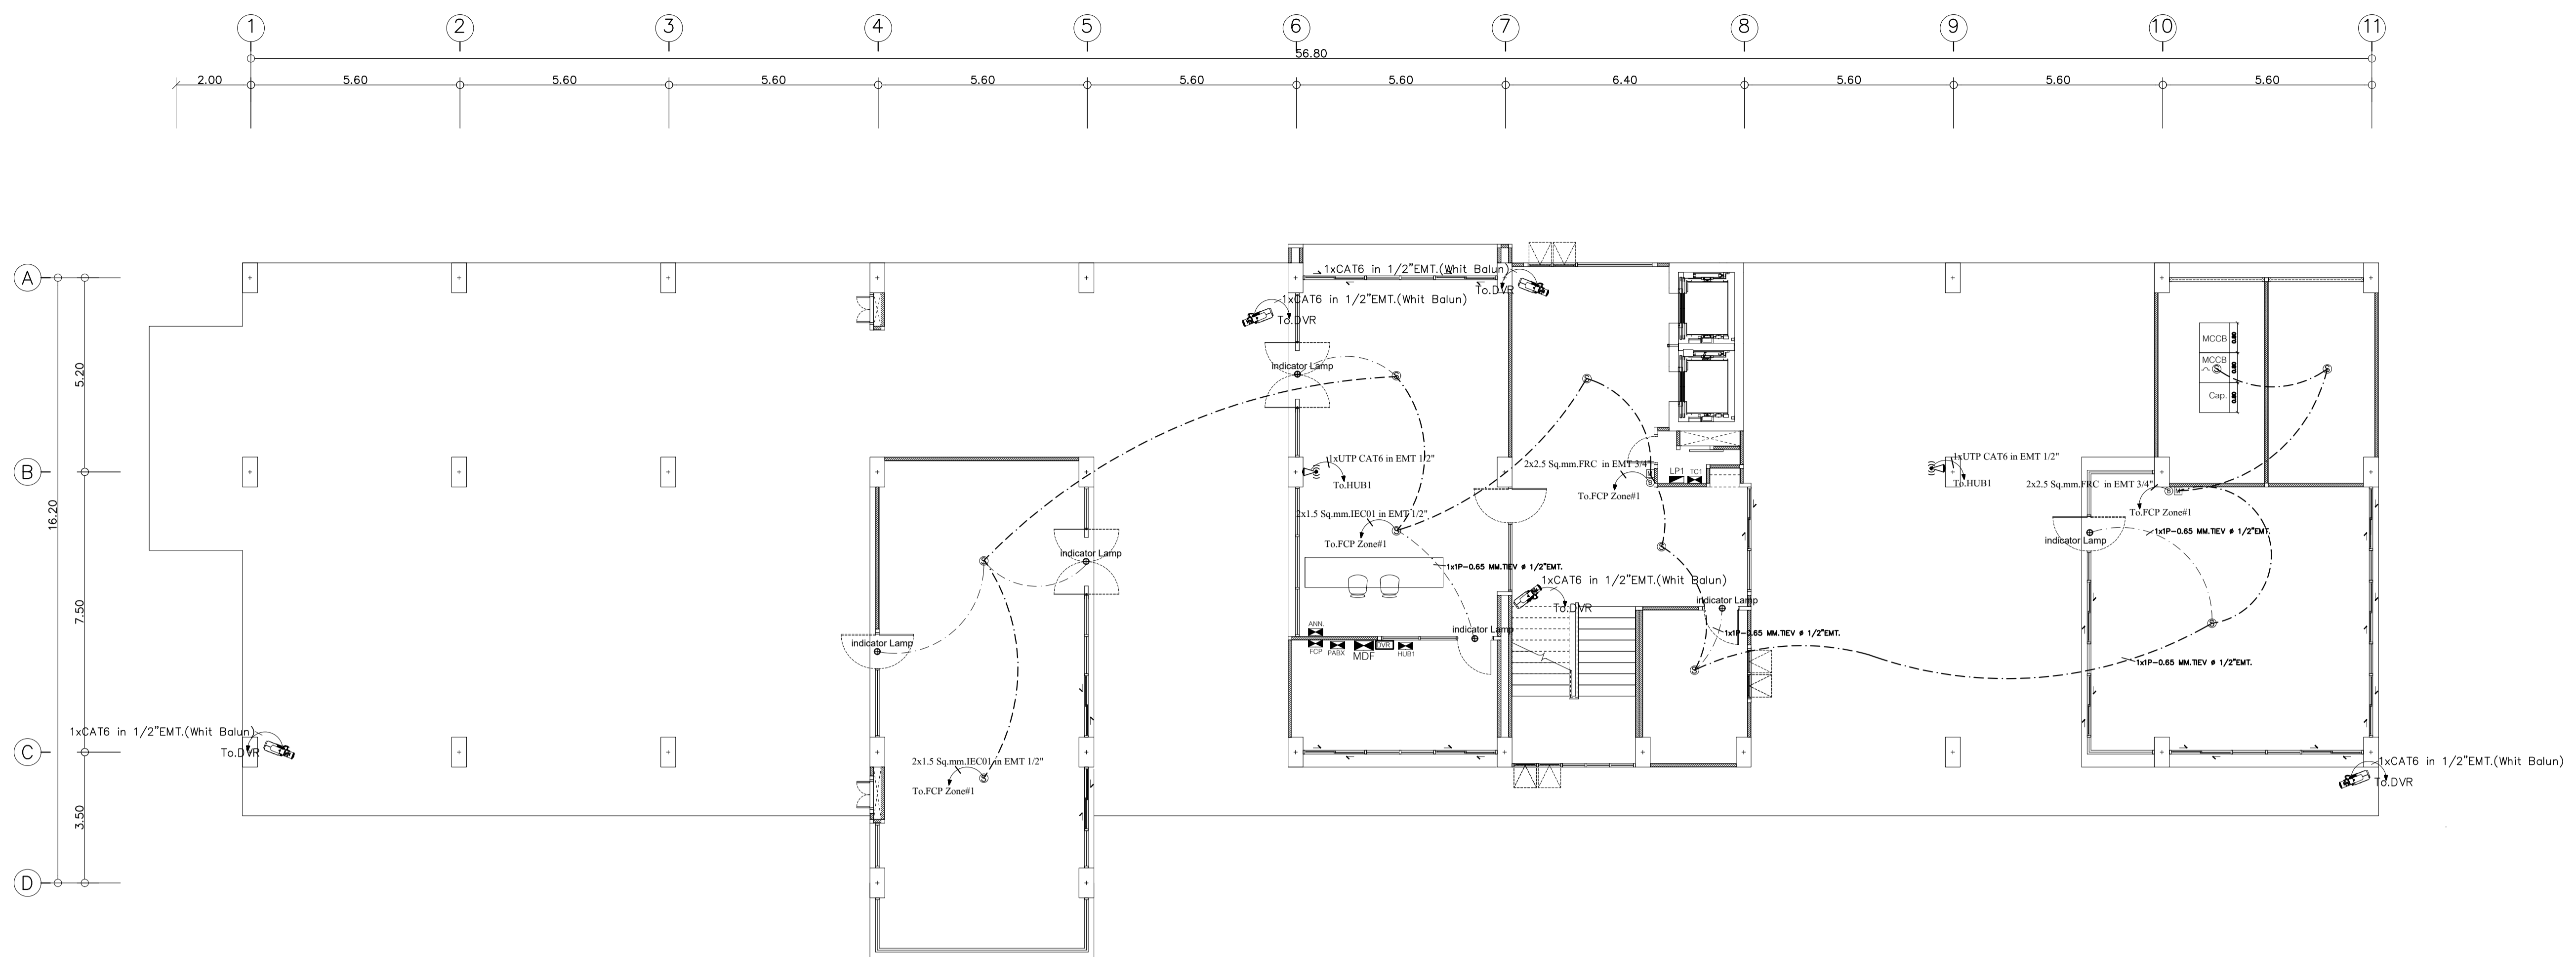 1 2 3 4 5 6 7 8 9 10 11
56.80
2.00 5.60 5.60 5.60 5.60 5.60 5.60 6.40 5.60 5.60 5.60
A
1xCAT6 in 1/2"EMT.(Whit Balun)
To.DVR
1xCAT6 in 1/2"EMT.(Whit Balun)
To.DVR
MCCB 0.80
5.20
indicator Lamp
MCCB 0.80
Cap. 0.80
B
1xUTP CAT6 in EMT 1/2"
To.HUB1
2x2.5 Sq.mm.FRC in EMT 3/4"
To.FCP Zone#1
LP1 TC1
1xUTP CAT6 in EMT 1/2"
To.HUB1
2x2.5 Sq.mm.FRC in EMT 3/4"
To.FCP Zone#1
16.20
2x1.5 Sq.mm.IEC01 in EMT 1/2"
To.FCP Zone#1
1x1P-0.65 MM.TIEV ø 1/2"EMT.
indicator Lamp
indicator Lamp
1x1P-0.65 MM.TIEV ø 1/2"EMT.
1xCAT6 in 1/2"EMT.(Whit Balun)
To.DVR
7.50
indicator Lamp
ANN.
indicator Lamp
1x1P-0.65 MM.TIEV ø 1/2"EMT.
indicator Lamp
FCP PABX MDF DVR HUB1
1x1P-0.65 MM.TIEV ø 1/2"EMT.
1xCAT6 in 1/2"EMT.(Whit Balun)
To.DVR
C
2x1.5 Sq.mm.IEC01 in EMT 1/2"
To.FCP Zone#1
1xCAT6 in 1/2"EMT.(Whit Balun)
To.DVR
3.50
D